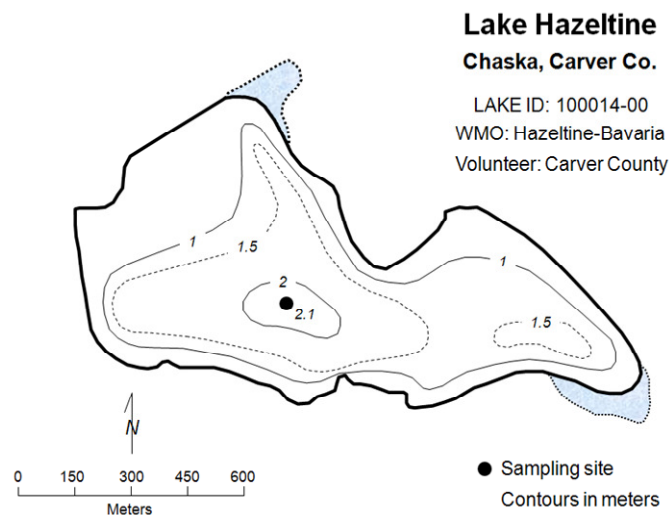 Lake Hazeltine
Chaska, Carver Co.
LAKE ID: 100014-00
WMO: Hazeltine-Bavaria
Volunteer: Carver County
1
1.5
2
2.1
1
1.5
N
0 150 300 450 600
Meters
Sampling site
Contours in meters